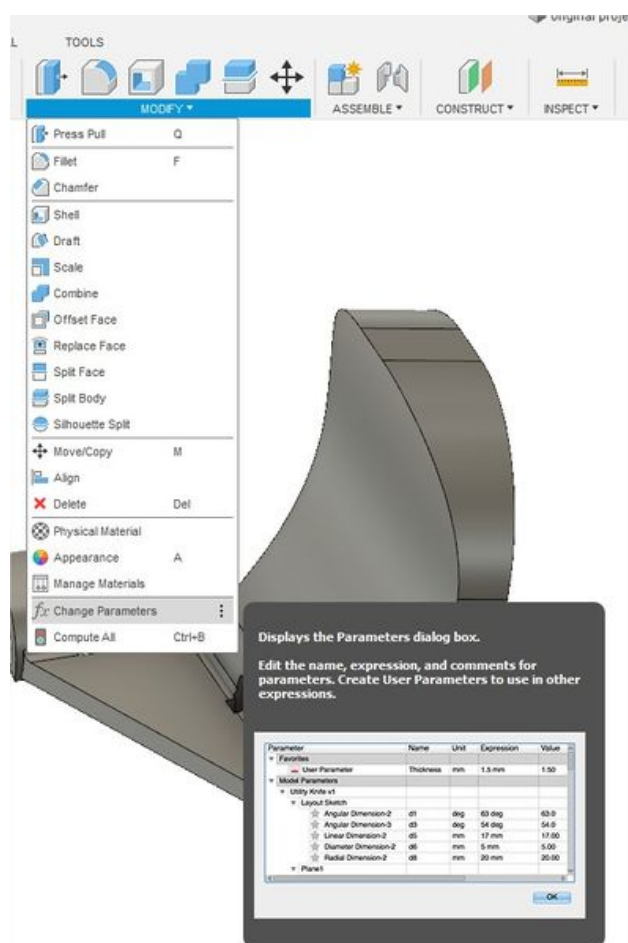 original proje
TOOLS
MODIFY ▾
ASSEMBLE ▾
CONSTRUCT ▾
INSPECT ▾
Press Pull Q
Fillet F
Chamfer
Shell
Draft
Scale
Combine
Offset Face
Replace Face
Split Face
Split Body
Silhouette Split
Move/Copy M
Align
Delete Del
Physical Material
Appearance A
Manage Materials
fx Change Parameters
Compute All Ctrl+B
Displays the Parameters dialog box.
Edit the name, expression, and comments for
parameters. Create User Parameters to use in other
expressions.
Parameter Name Unit Expression Value
Favorites
User Parameter Thickness mm 1.5 mm 1.50
Model Parameters
Utility Knife v1
Layout Sketch
Angular Dimension-2 d1 deg 63 deg 63.0
Angular Dimension-3 d3 deg 54 deg 54.0
Linear Dimension-2 d5 mm 17 mm 17.00
Diameter Dimension-2 d6 mm 5 mm 5.00
Radial Dimension-2 d8 mm 20 mm 20.00
Plane1
OK